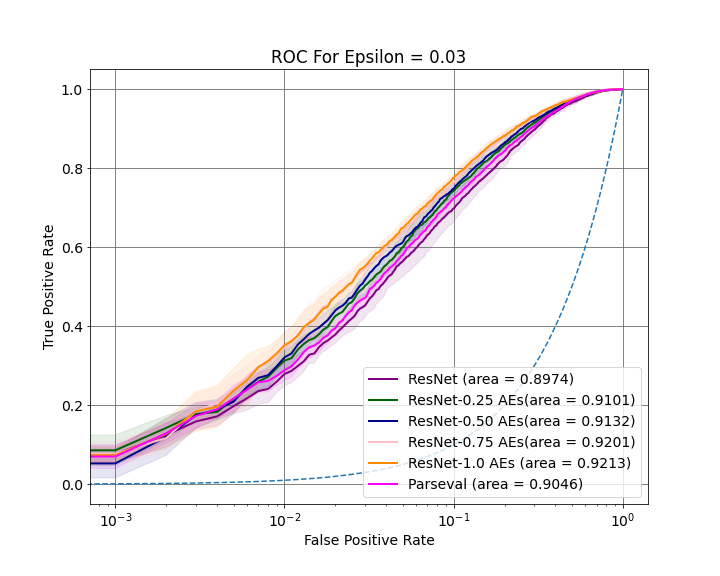 ROC For Epsilon = 0.03
True Positive Rate
1.0
0.8
0.6
0.4
0.2
0.0
ResNet (area = 0.8974)
ResNet-0.25 AEs(area = 0.9101)
ResNet-0.50 AEs(area = 0.9132)
ResNet-0.75 AEs(area = 0.9201)
ResNet-1.0 AEs (area = 0.9213)
Parseval (area = 0.9046)
10⁻³ 10⁻² 10⁻¹ 10⁰
False Positive Rate